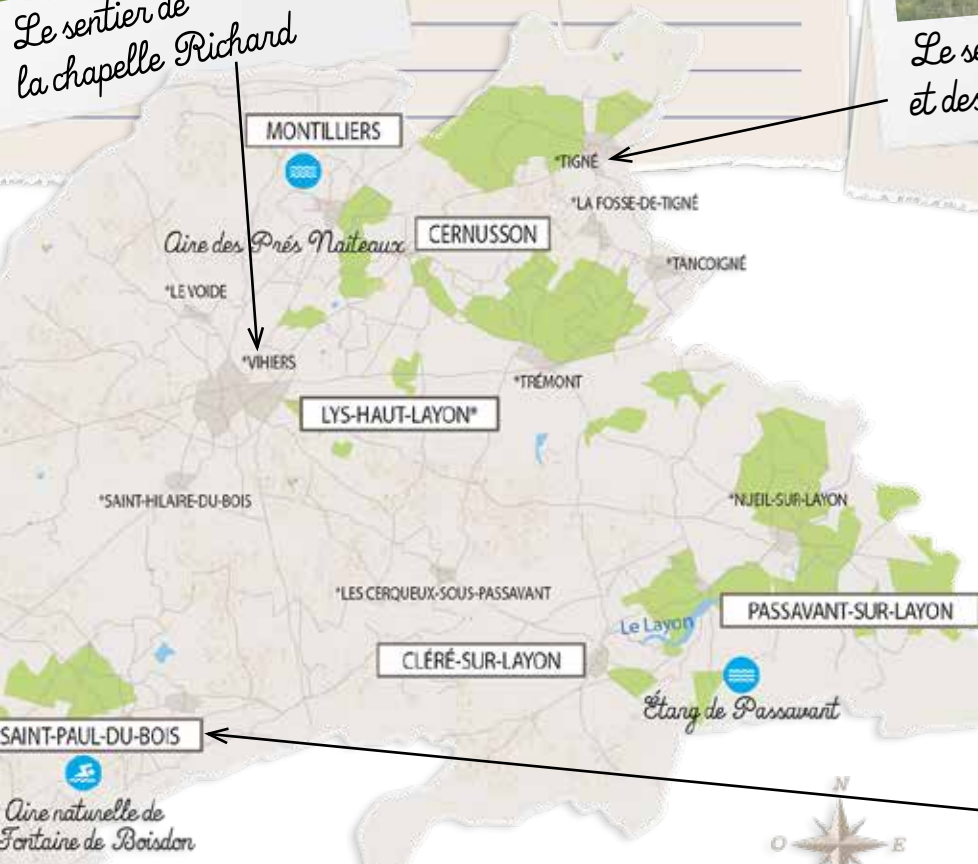 Le sentier de
la chapelle Richard
Le
et des
MONTILLIERS
*TIGNÉ
*LA FOSSE-DE-TIGNÉ
Aire des Prés Naiteaux
CERNUSSON
*TANCOIGNÉ
*LE VOIDE
*VIHIERS
*TRÉMONT
LYS-HAUT-LAYON*
*SAINT-HILAIRE-DU-BOIS
*NUEIL-SUR-LAYON
*LES CERQUEUX-SOUS-PASSAVANT
PASSAVANT-SUR-LAYON
Le Layon
CLÉRÉ-SUR-LAYON
Étang de Passavant
SAINT-PAUL-DU-BOIS
Aire naturelle de
Fontaine de Boisdon
N
O
E